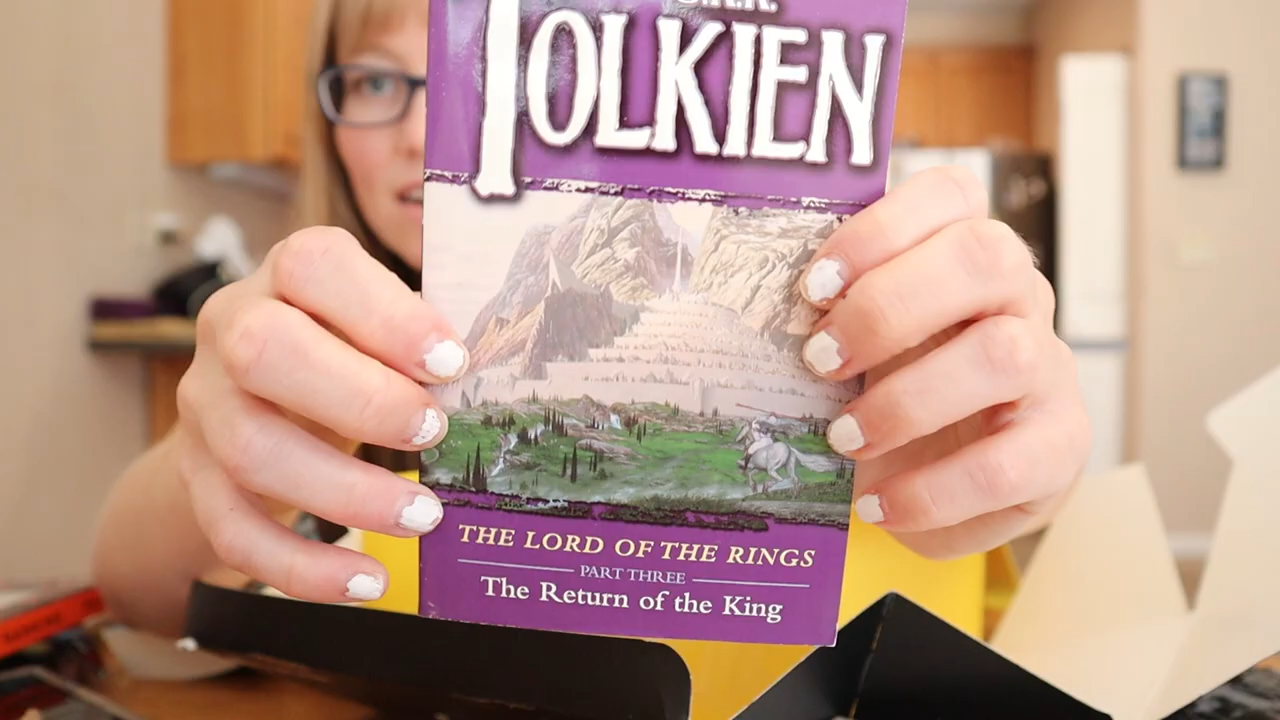 J.R.R.
TOLKIEN
THE LORD OF THE RINGS
PART THREE
The Return of the King